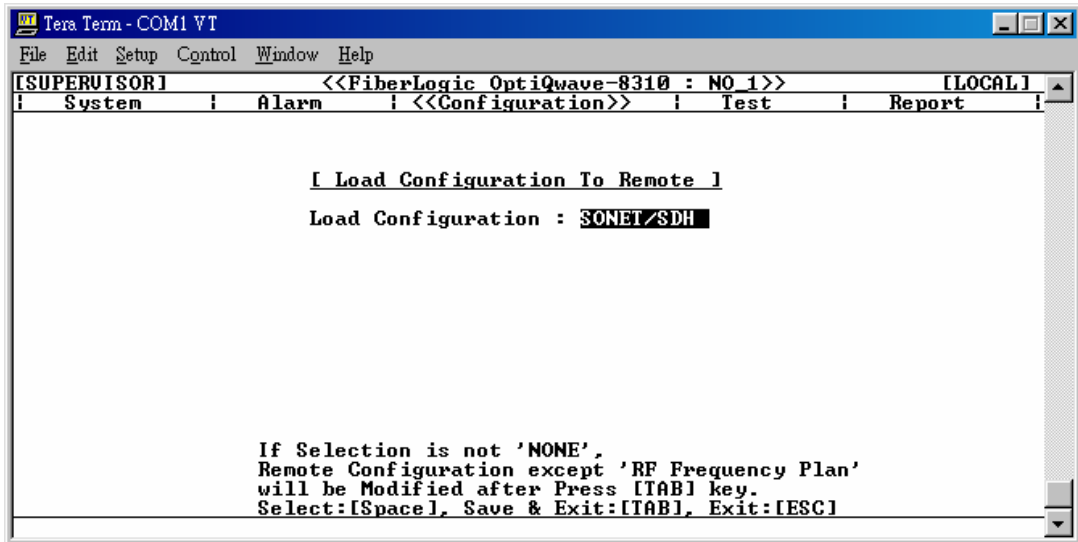 Tera Term - COM1 VT
File Edit Setup Control Window Help
[SUPERVISOR] <<FiberLogic OptiQwave-8310 : NO_1>> [LOCAL]
¦ System ¦ Alarm ¦ <<Configuration>> ¦ Test ¦ Report ¦
[ Load Configuration To Remote ]
Load Configuration : SONET/SDH
If Selection is not 'NONE',
Remote Configuration except 'RF Frequency Plan'
will be Modified after Press [TAB] key.
Select:[Space], Save & Exit:[TAB], Exit:[ESC]